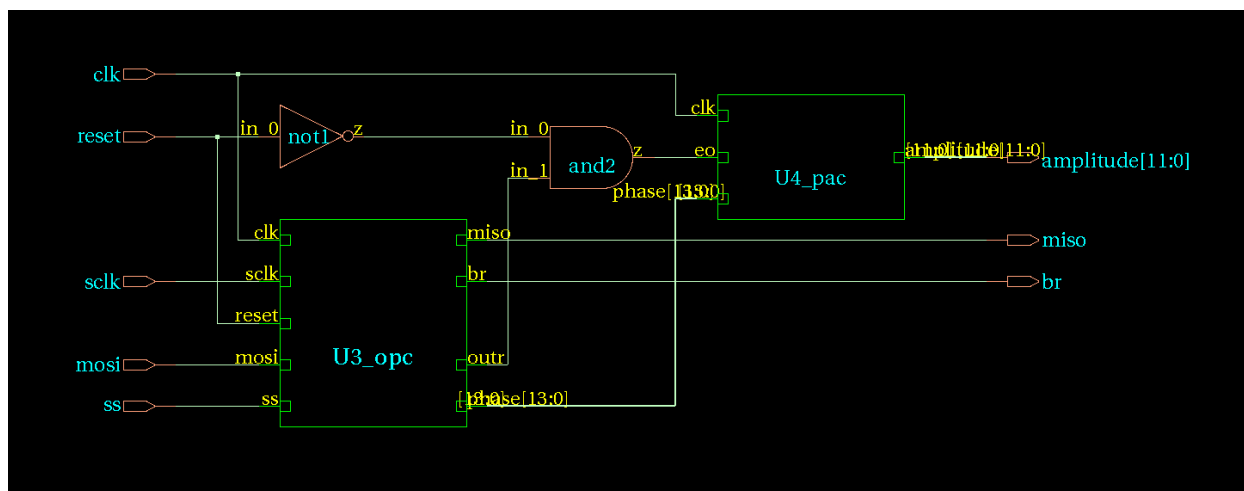 clk
clk
reset
in_0
not1
z
in_0
z
eo
and2
in_1
U4_pac
amplitude[11:0]
phase[13:0]
clk
miso
miso
sclk
sclk
br
br
reset
U3_opc
mosi
mosi
outr
ss
ss
phase[13:0]